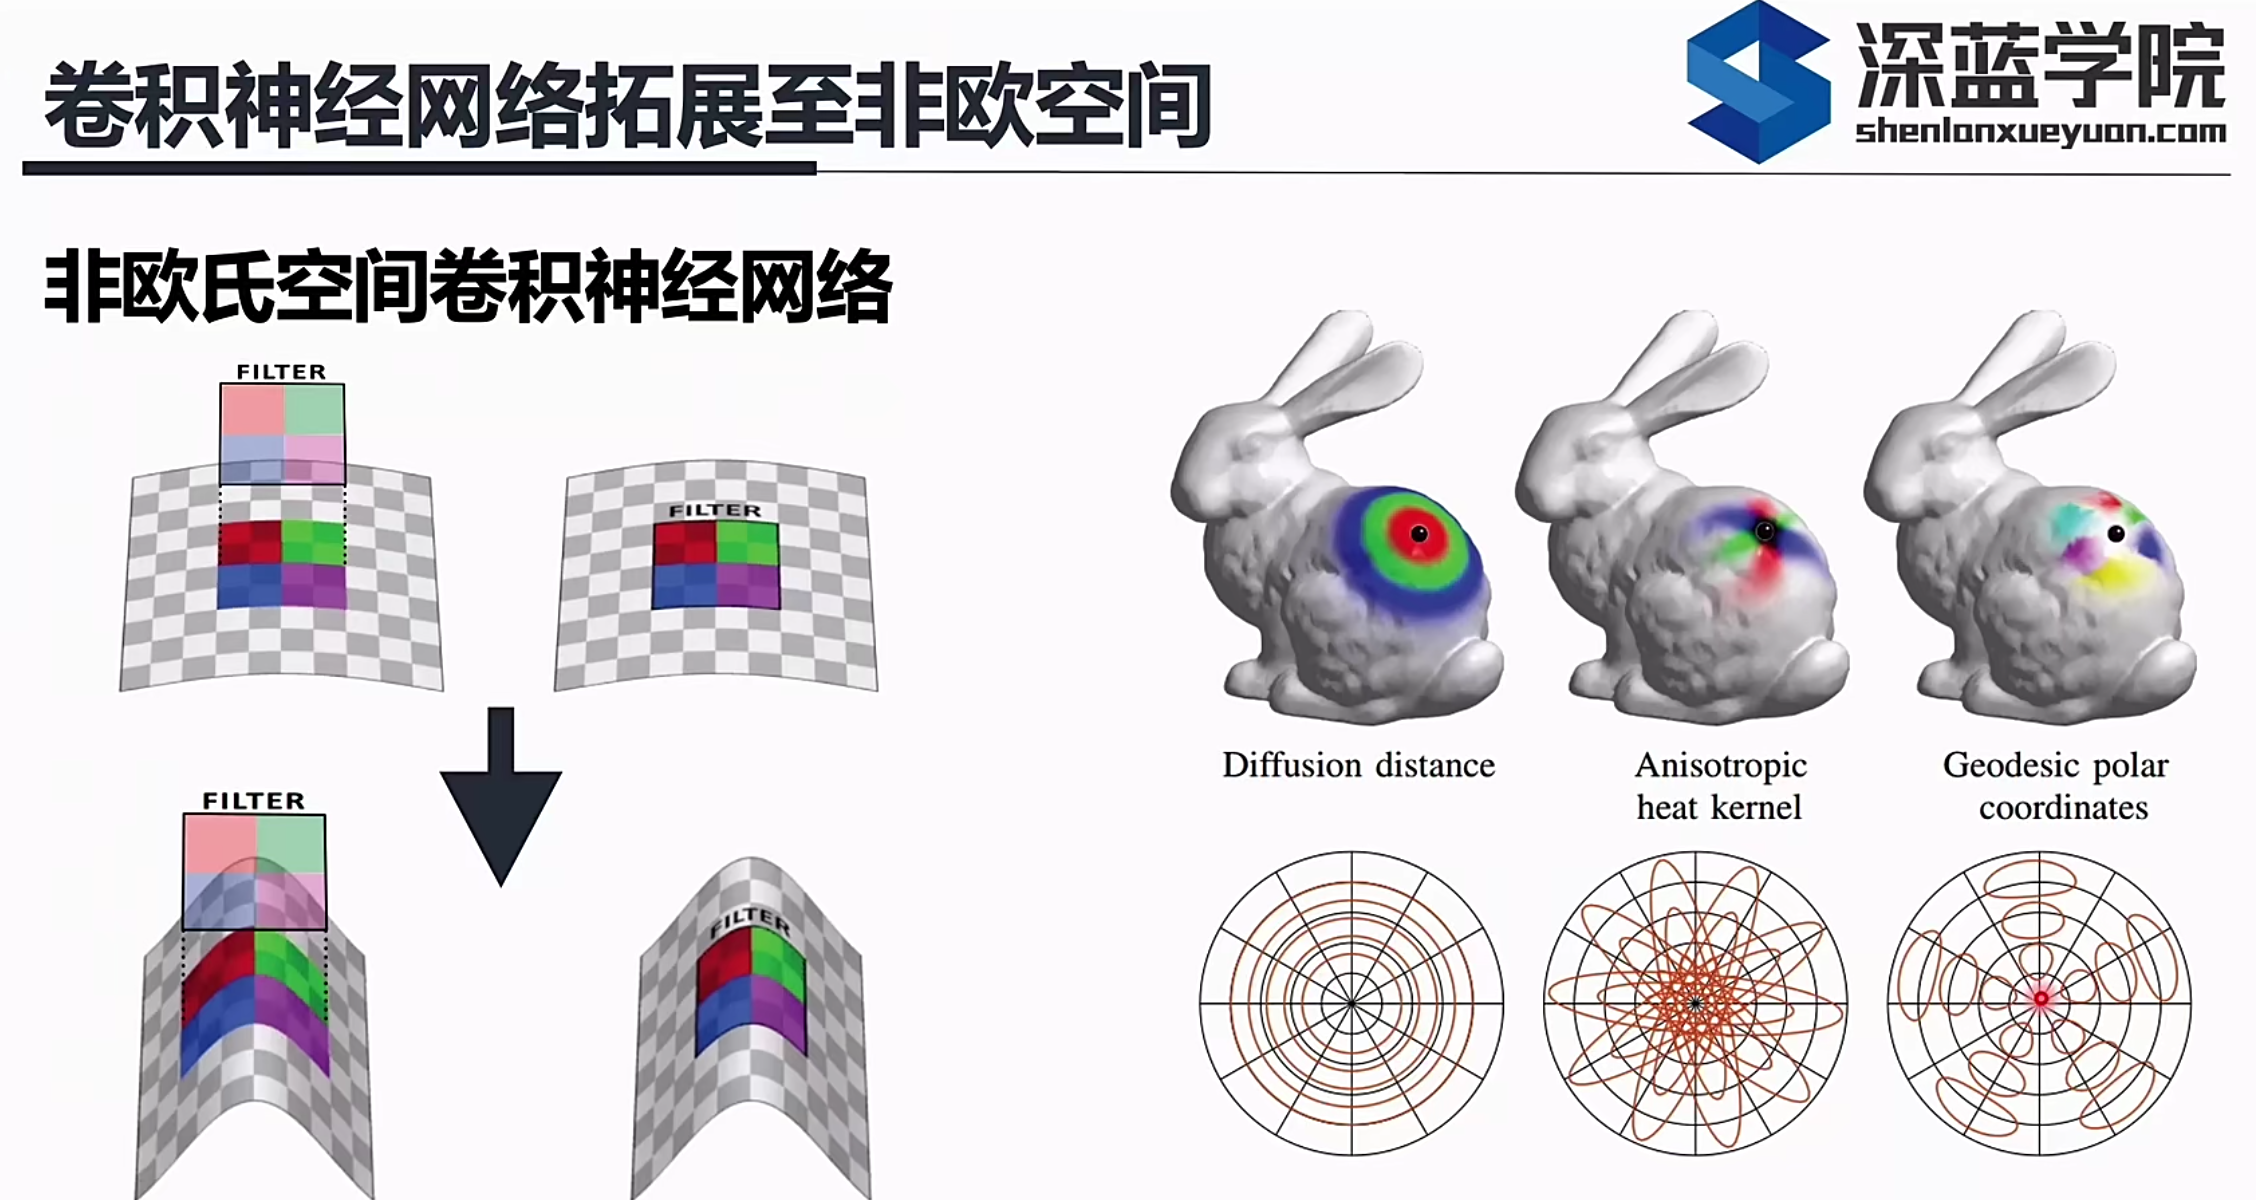 卷积神经网络拓展至非欧空间
深蓝学院
shenlanxueyuan.com
非欧氏空间卷积神经网络
FILTER
FILTER
FILTER
FILTER
Diffusion distance
Anisotropic
heat kernel
Geodesic polar
coordinates